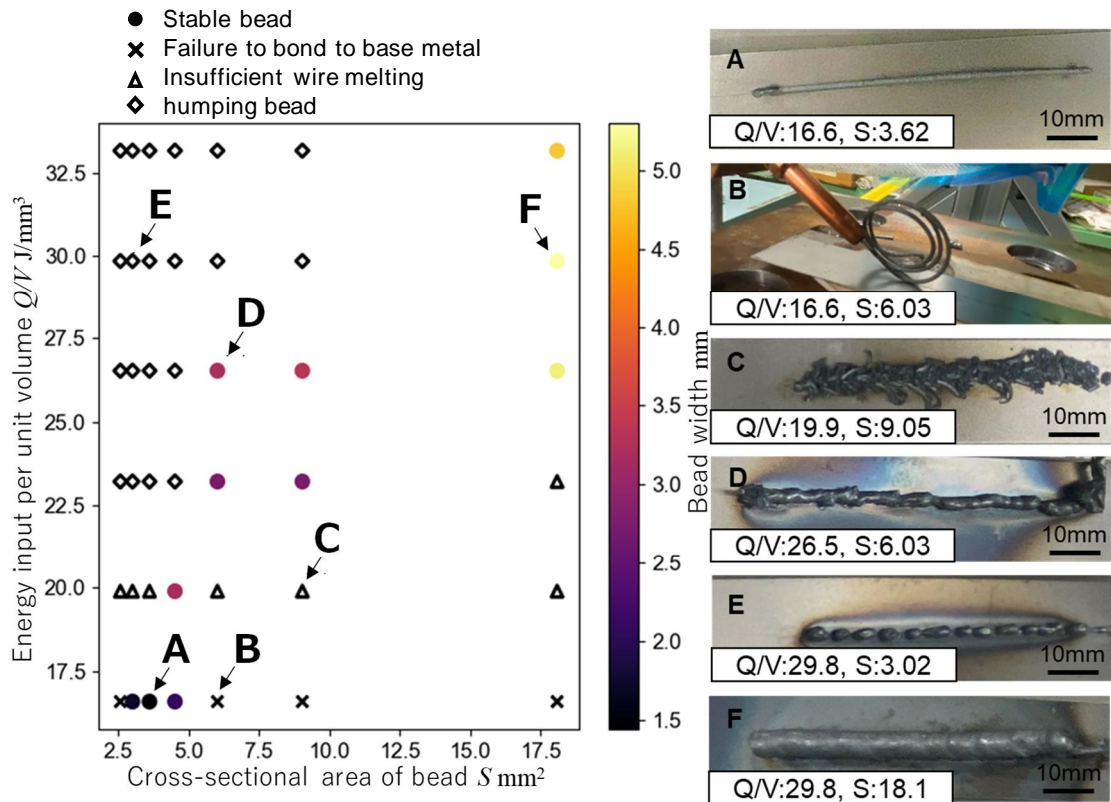 Stable bead
Failure to bond to base metal
Insufficient wire melting
humping bead
32.5
30.0
27.5
25.0
22.5
20.0
17.5
Energy input per unit volume Q/V J/mm³
2.5 5.0 7.5 10.0 12.5 15.0 17.5
Cross-sectional area of bead S mm²
E
F
D
C
A
B
5.0
4.5
4.0
3.5
3.0
2.5
2.0
1.5
Bead width mm
A
Q/V:16.6, S:3.62
10mm
B
Q/V:16.6, S:6.03
C
Q/V:19.9, S:9.05
10mm
D
Q/V:26.5, S:6.03
10mm
E
Q/V:29.8, S:3.02
10mm
F
Q/V:29.8, S:18.1
10mm